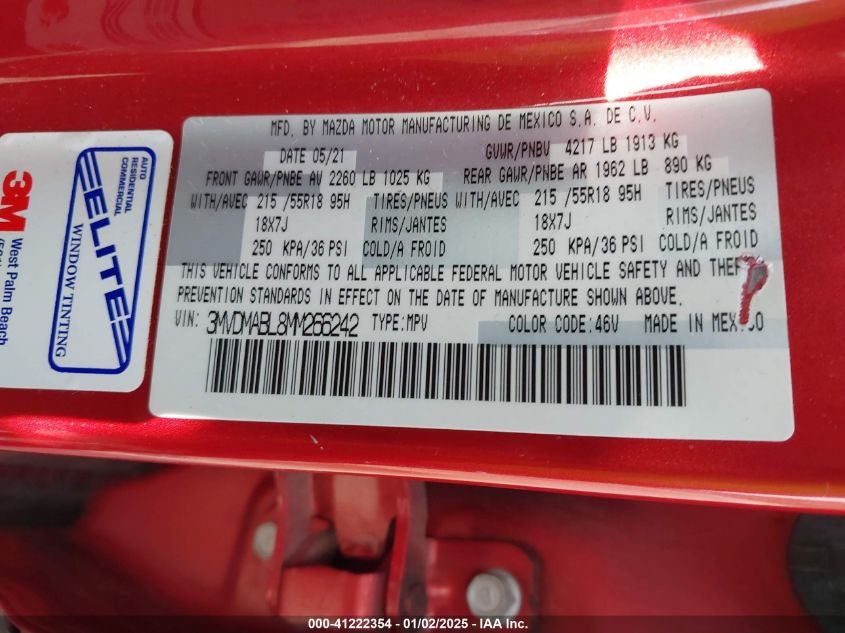 MFD. BY MAZDA MOTOR MANUFACTURING DE MEXICO S.A. DE C.V.
DATE 05/21 GVWR/PNBV 4217 LB 1913 KG
FRONT GAWR/PNBE AV 2260 LB 1025 KG REAR GAWR/PNBE AR 1962 LB 890 KG
WITH/AVEC 215 /55R18 95H TIRES/PNEUS WITH/AVEC 215 /55R18 95H TIRES/PNEUS
18X7J RIMS/JANTES 18X7J RIMS/JANTES
250 KPA/36 PSI COLD/A FROID 250 KPA/36 PSI COLD/A FROID
THIS VEHICLE CONFORMS TO ALL APPLICABLE FEDERAL MOTOR VEHICLE SAFETY AND THEFT
PREVENTION STANDARDS IN EFFECT ON THE DATE OF MANUFACTURE SHOWN ABOVE.
VIN: 3MVDMABL8MM266242 TYPE:MPV COLOR CODE:46V MADE IN MEXICO
AUTO
RESIDENTIAL
COMMERCIAL
ELITE
WINDOW TINTING
3M
West Palm Beach
000-41222354 - 01/02/2025 - IAA Inc.